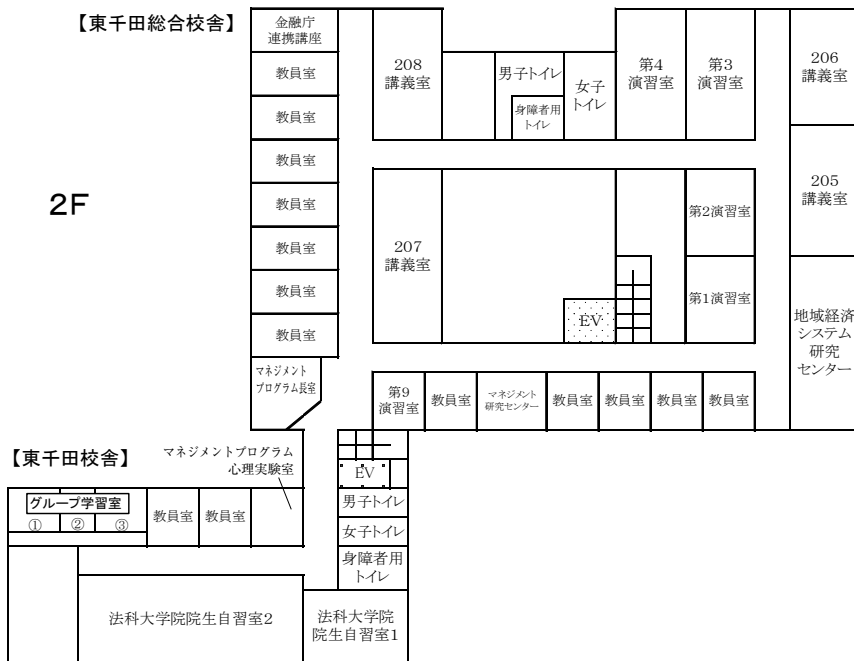 【東千田総合校舎】
2F
金融庁
連携講座
教員室
教員室
教員室
教員室
教員室
教員室
教員室
マネジメント
プログラム長室
208
講義室
男子トイレ
身障者用
トイレ
女子
トイレ
第4
演習室
第3
演習室
206
講義室
205
講義室
207
講義室
第2演習室
第1演習室
EV
地域経済
システム
研究
センター
第9
演習室
教員室
マネジメント
研究センター
教員室
教員室
教員室
教員室
【東千田校舎】
マネジメントプログラム
心理実験室
EV
グループ学習室
①
②
③
教員室
教員室
男子トイレ
女子トイレ
身障者用
トイレ
法科大学院院生自習室2
法科大学院
院生自習室1